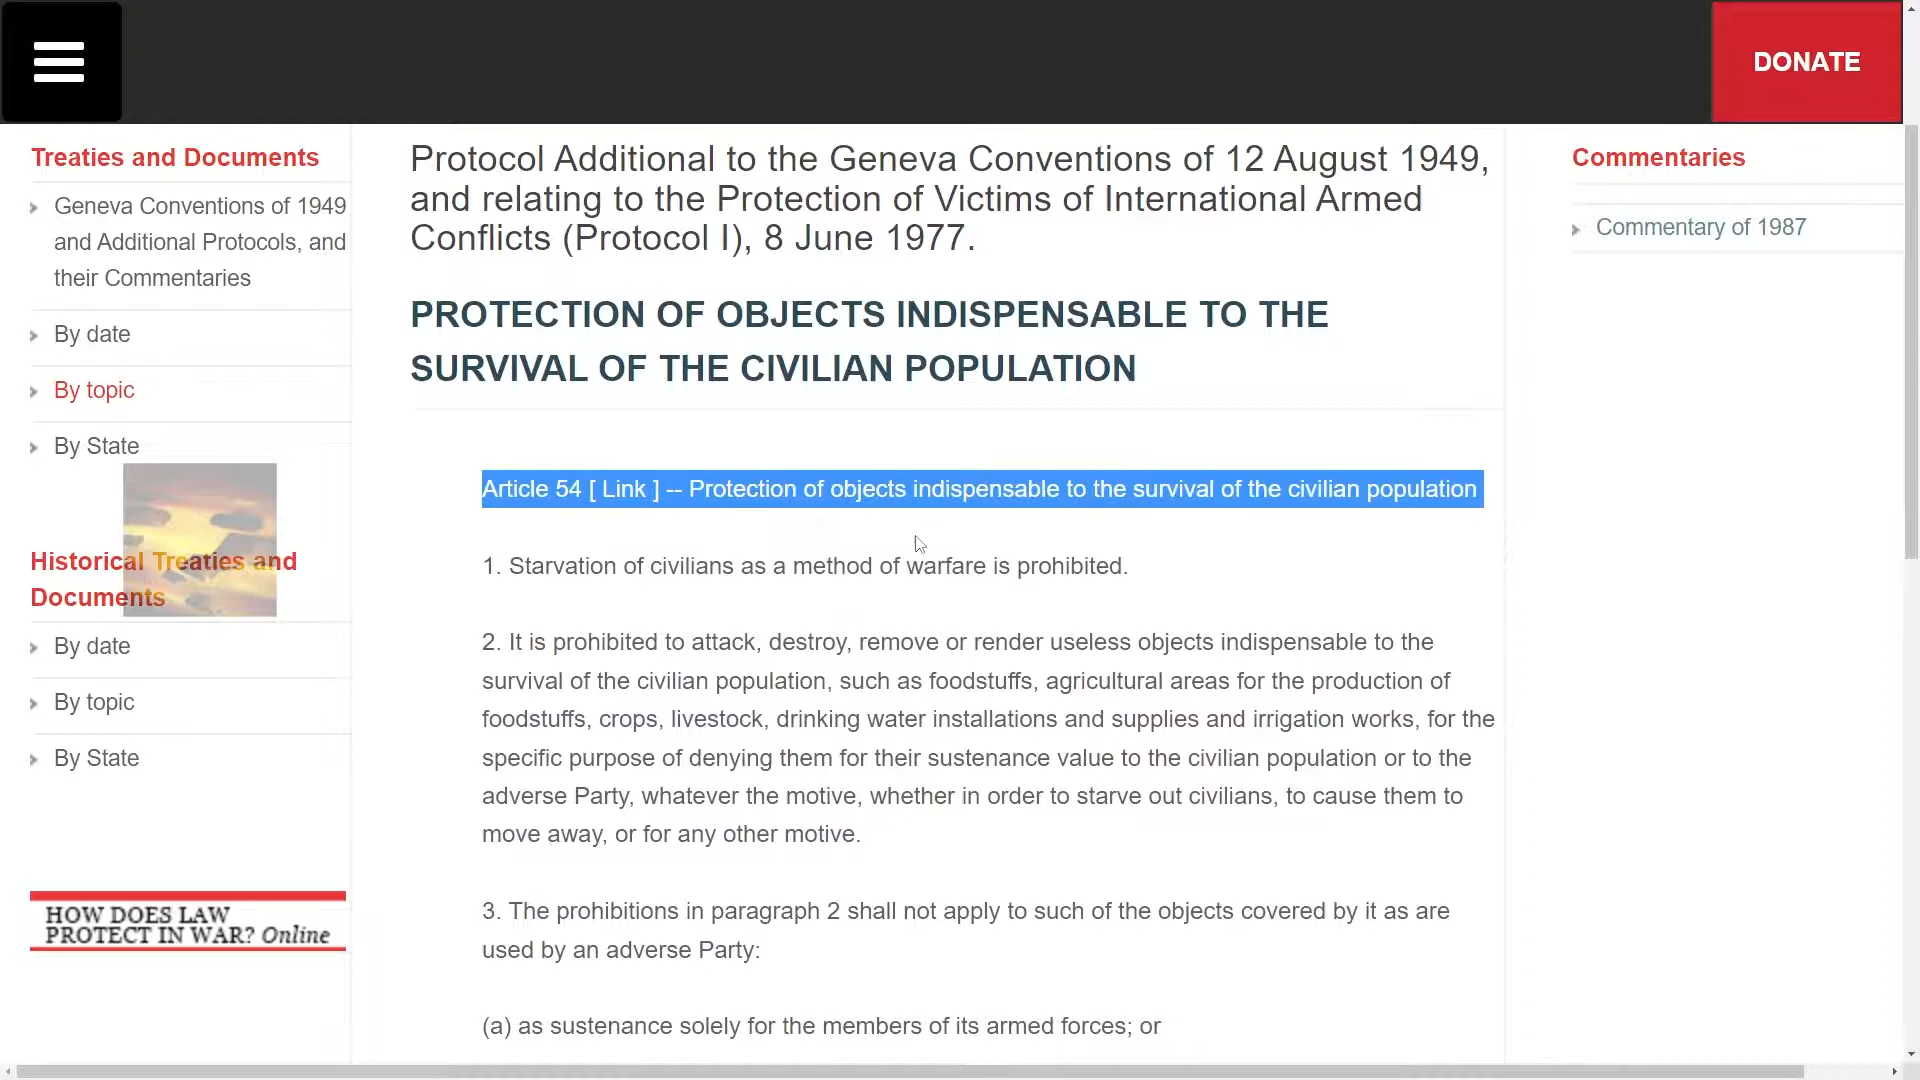 DONATE
Treaties and Documents
Geneva Conventions of 1949
and Additional Protocols, and
their Commentaries
By date
By topic
By State
Historical Treaties and
Documents
By date
By topic
By State
HOW DOES LAW
PROTECT IN WAR? Online
Protocol Additional to the Geneva Conventions of 12 August 1949,
and relating to the Protection of Victims of International Armed
Conflicts (Protocol I), 8 June 1977.
PROTECTION OF OBJECTS INDISPENSABLE TO THE
SURVIVAL OF THE CIVILIAN POPULATION
Article 54 [ Link ] -- Protection of objects indispensable to the survival of the civilian population
1. Starvation of civilians as a method of warfare is prohibited.
2. It is prohibited to attack, destroy, remove or render useless objects indispensable to the
survival of the civilian population, such as foodstuffs, agricultural areas for the production of
foodstuffs, crops, livestock, drinking water installations and supplies and irrigation works, for the
specific purpose of denying them for their sustenance value to the civilian population or to the
adverse Party, whatever the motive, whether in order to starve out civilians, to cause them to
move away, or for any other motive.
3. The prohibitions in paragraph 2 shall not apply to such of the objects covered by it as are
used by an adverse Party:
(a) as sustenance solely for the members of its armed forces; or
Commentaries
Commentary of 1987